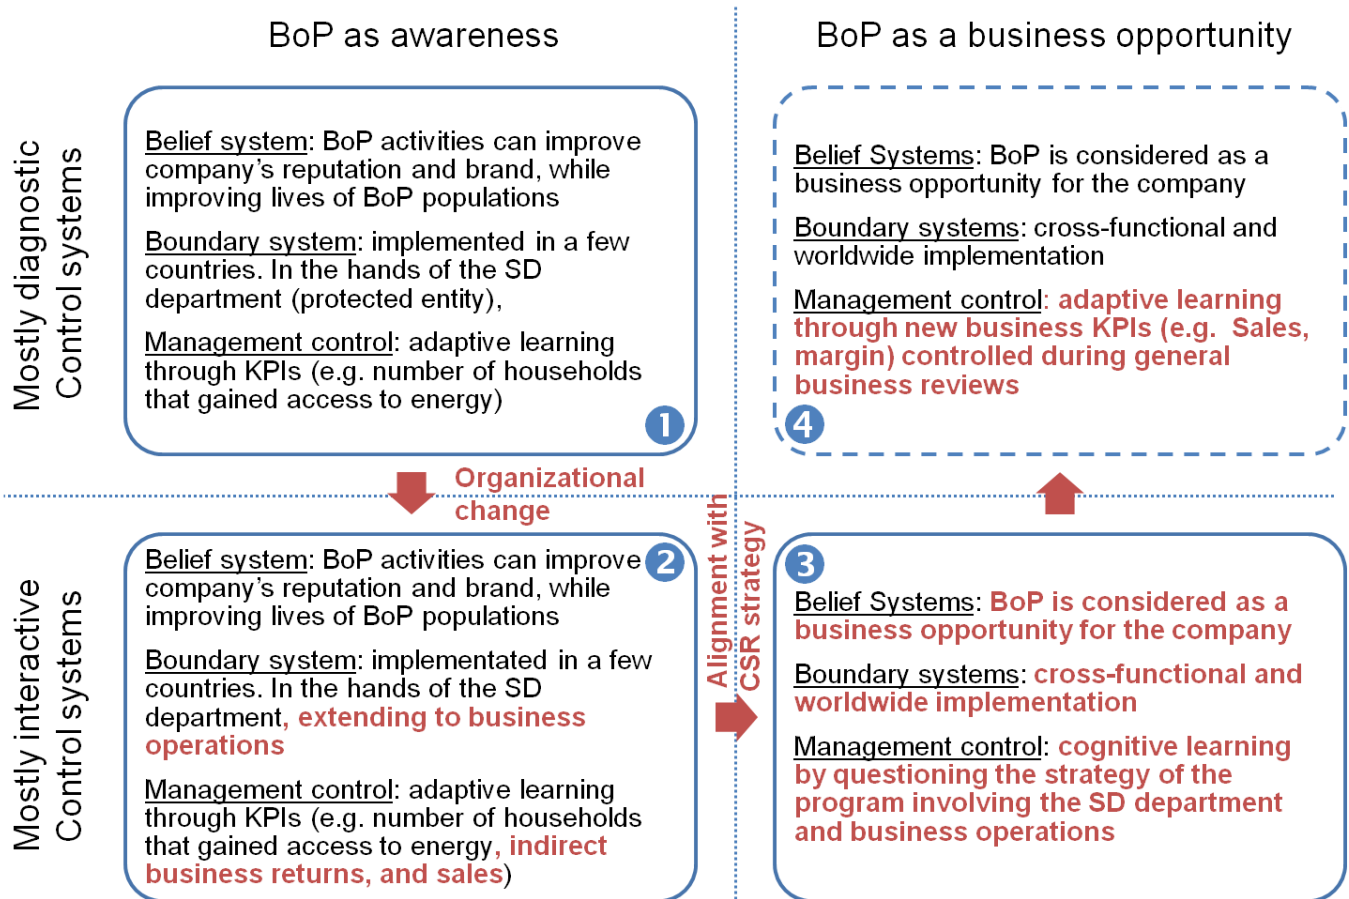 BoP as awareness
BoP as a business opportunity
Mostly diagnostic
Control systems
Belief system: BoP activities can improve
company's reputation and brand, while
improving lives of BoP populations
Boundary system: implemented in a few
countries. In the hands of the SD
department (protected entity),
Management control: adaptive learning
through KPIs (e.g. number of households
that gained access to energy)
1
Belief Systems: BoP is considered as a
business opportunity for the company
Boundary systems: cross-functional and
worldwide implementation
Management control: adaptive learning
through new business KPIs (e.g. Sales,
margin) controlled during general
business reviews
4
Organizational
change
Mostly interactive
Control systems
Belief system: BoP activities can improve
company's reputation and brand, while
improving lives of BoP populations
Boundary system: implementated in a few
countries. In the hands of the SD
department, extending to business
operations
Management control: adaptive learning
through KPIs (e.g. number of households
that gained access to energy, indirect
business returns, and sales)
2
Alignment with
CSR strategy
3
Belief Systems: BoP is considered as a
business opportunity for the company
Boundary systems: cross-functional and
worldwide implementation
Management control: cognitive learning
by questioning the strategy of the
program involving the SD department
and business operations